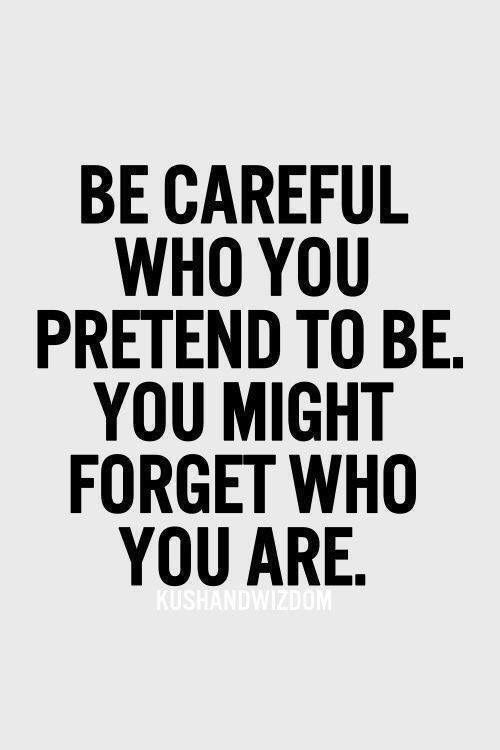 BE CAREFUL
WHO YOU
PRETEND TO BE.
YOU MIGHT
FORGET WHO
YOU ARE.
KUSHANDWIZDOM